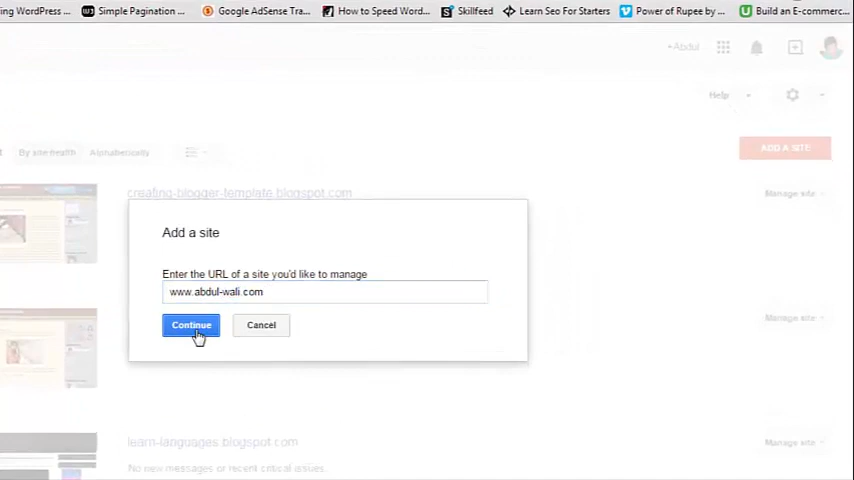 ing WordPress ... Simple Pagination ... Google AdSense Tra... How to Speed Word... Skillfeed Learn Seo For Starters Power of Rupee by ... Build an E-commerc...
+Abdul
Help
By site health Alphabetically ADD A SITE
creating-blogger-template.blogspot.com Manage site
Add a site
Enter the URL of a site you'd like to manage
www.abdul-wali.com
Continue Cancel
Manage site
learn-languages.blogspot.com Manage site
No new messages or recent critical issues.